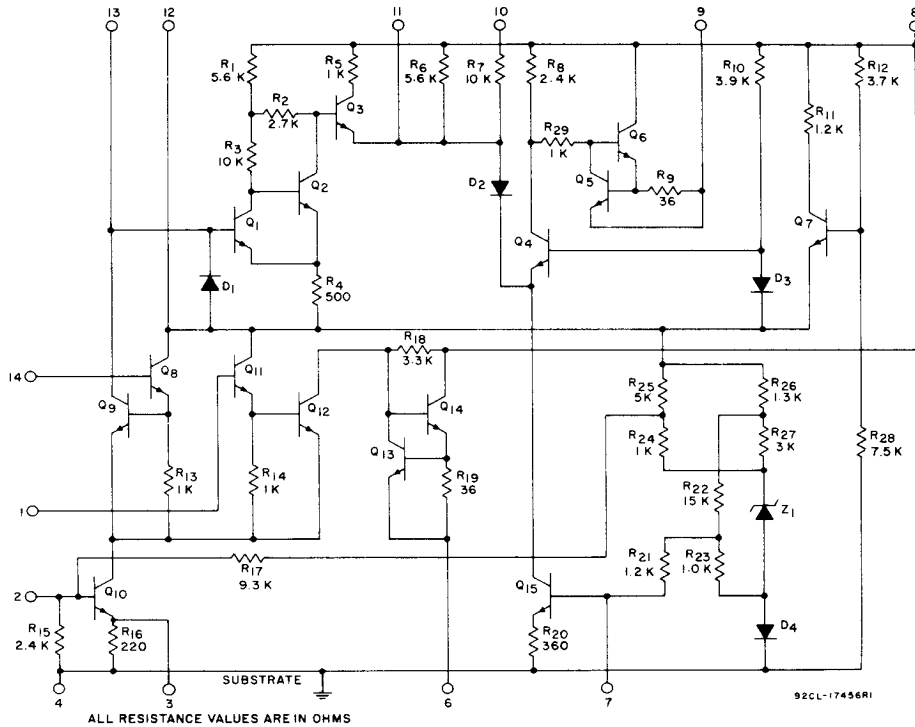 13
12
11
10
9
8
R1
5.6 K
R5
1 K
R6
5.6 K
R7
10 K
R8
2.4 K
R10
3.9 K
R12
3.7 K
R2
2.7 K
Q3
R11
1.2 K
R3
10 K
R29
1 K
Q6
Q2
D2
Q5
R9
36
Q1
Q4
Q7
D1
R4
500
D3
R18
3.3 K
14
Q8
Q11
R25
5 K
R26
1.3 K
Q9
Q12
Q14
R24
1 K
R27
3 K
R28
7.5 K
R13
1 K
R14
1 K
Q13
R19
36
R22
15 K
Z1
1
R17
9.3 K
R21
1.2 K
R23
1.0 K
2
Q10
Q15
R15
2.4 K
R16
220
R20
360
D4
SUBSTRATE
4
3
6
7
92CL-17456R1
ALL RESISTANCE VALUES ARE IN OHMS